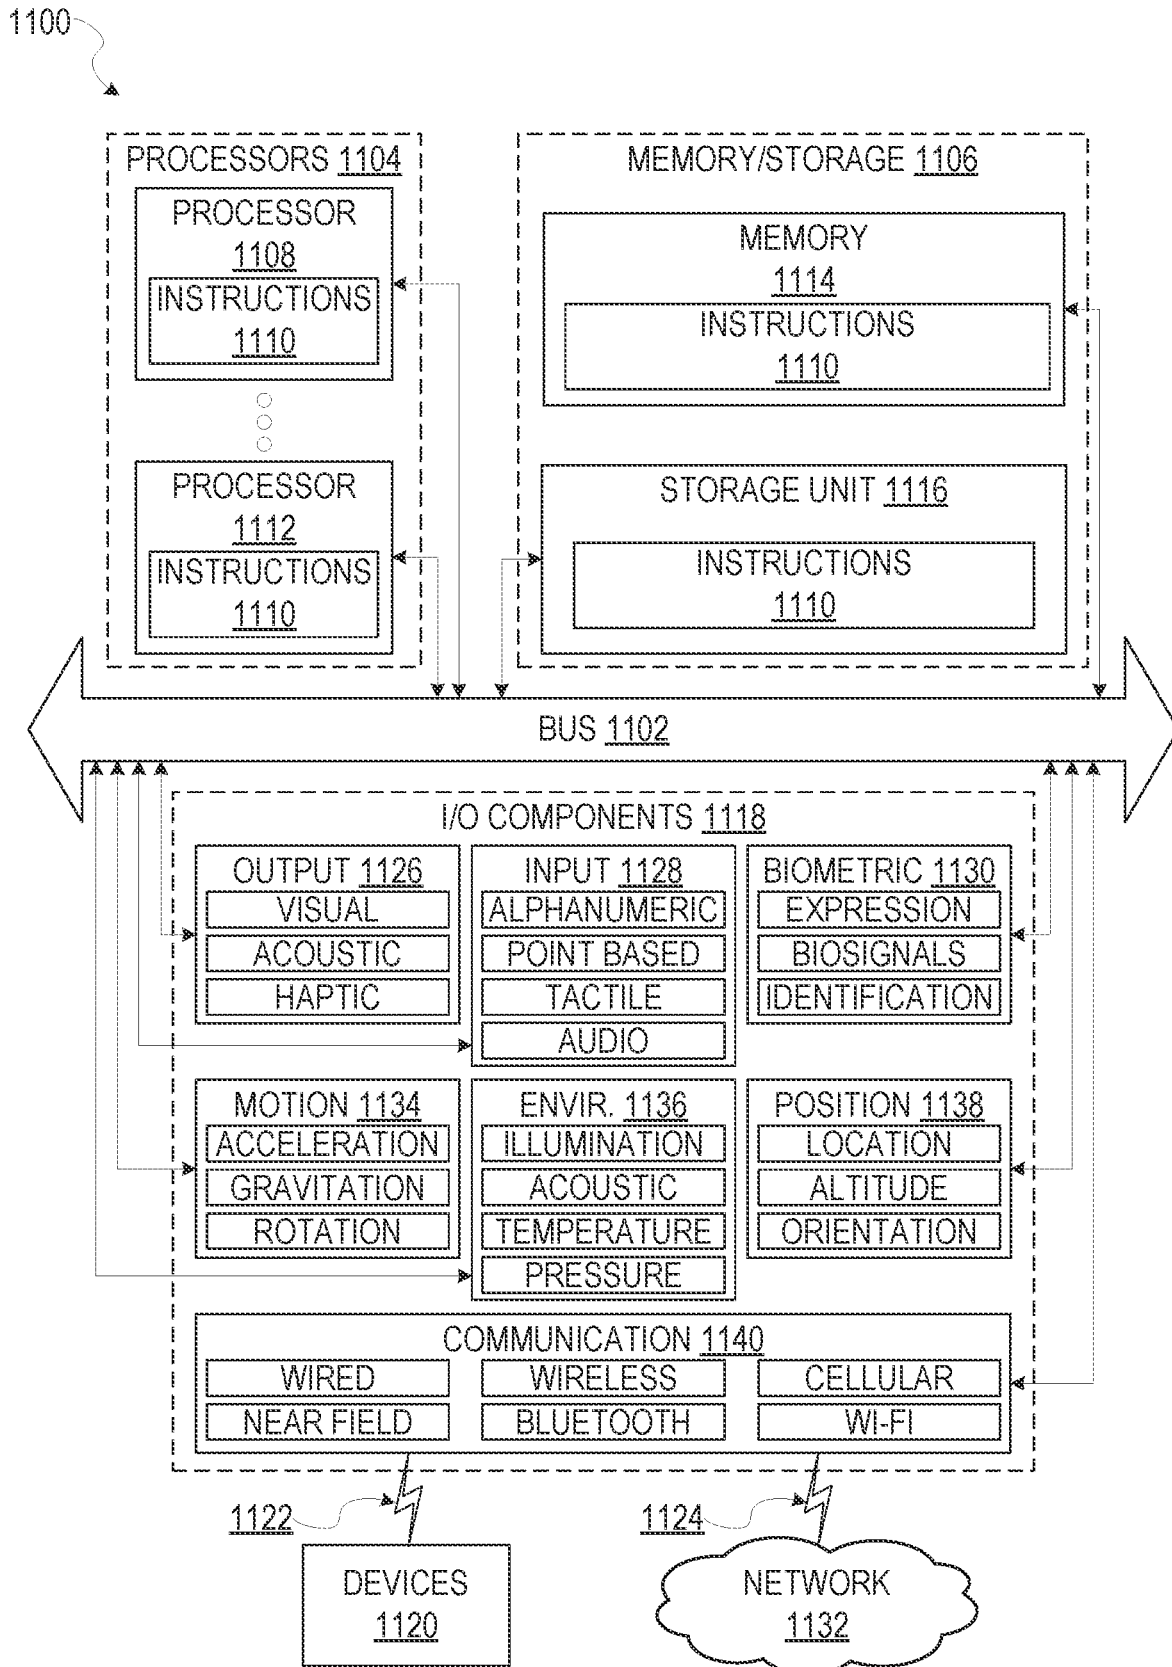 1100
PROCESSORS 1104
PROCESSOR
1108
INSTRUCTIONS
1110
PROCESSOR
1112
INSTRUCTIONS
1110
MEMORY/STORAGE 1106
MEMORY
1114
INSTRUCTIONS
1110
STORAGE UNIT 1116
INSTRUCTIONS
1110
BUS 1102
I/O COMPONENTS 1118
OUTPUT 1126
VISUAL
ACOUSTIC
HAPTIC
INPUT 1128
ALPHANUMERIC
POINT BASED
TACTILE
AUDIO
BIOMETRIC 1130
EXPRESSION
BIOSIGNALS
IDENTIFICATION
MOTION 1134
ACCELERATION
GRAVITATION
ROTATION
ENVIR. 1136
ILLUMINATION
ACOUSTIC
TEMPERATURE
PRESSURE
POSITION 1138
LOCATION
ALTITUDE
ORIENTATION
COMMUNICATION 1140
WIRED
WIRELESS
CELLULAR
NEAR FIELD
BLUETOOTH
WI-FI
1122
1124
DEVICES
1120
NETWORK
1132